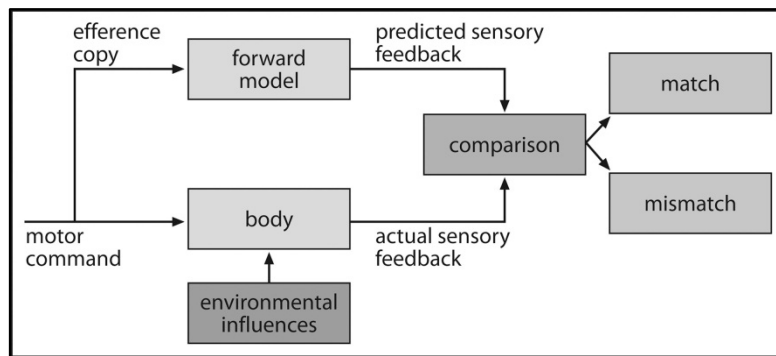 efference
copy
forward
model
predicted sensory
feedback
match
comparison
mismatch
motor
command
body
actual sensory
feedback
environmental
influences